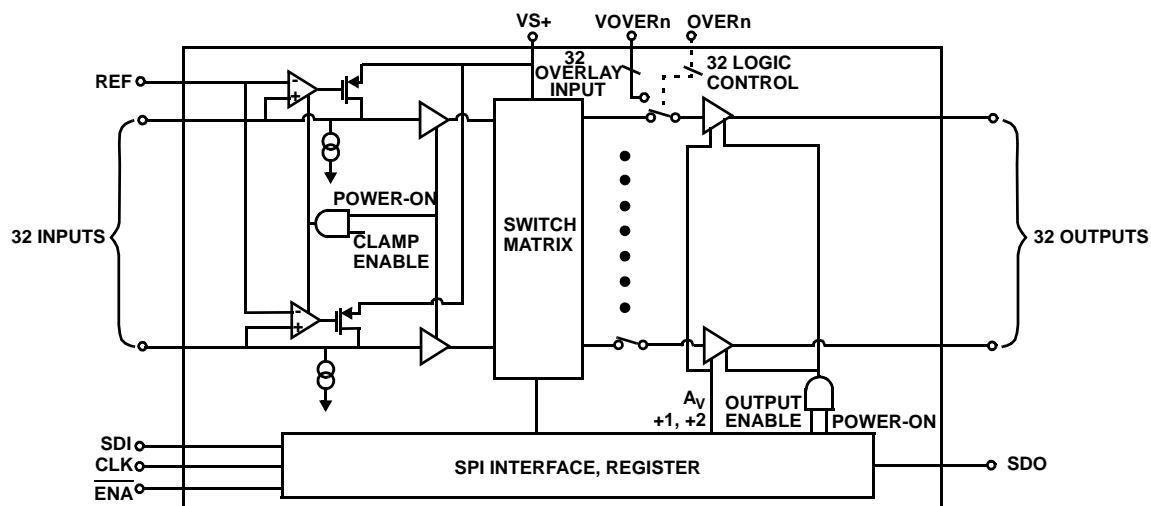 VS+
VOVERn
OVERn
REF
32
OVERLAY
INPUT
32 LOGIC
CONTROL
-
+
POWER-ON
CLAMP
ENABLE
32 INPUTS
SWITCH
MATRIX
32 OUTPUTS
-
+
AV
+1, +2
OUTPUT
ENABLE
POWER-ON
SDI
CLK
ENA
SPI INTERFACE, REGISTER
SDO